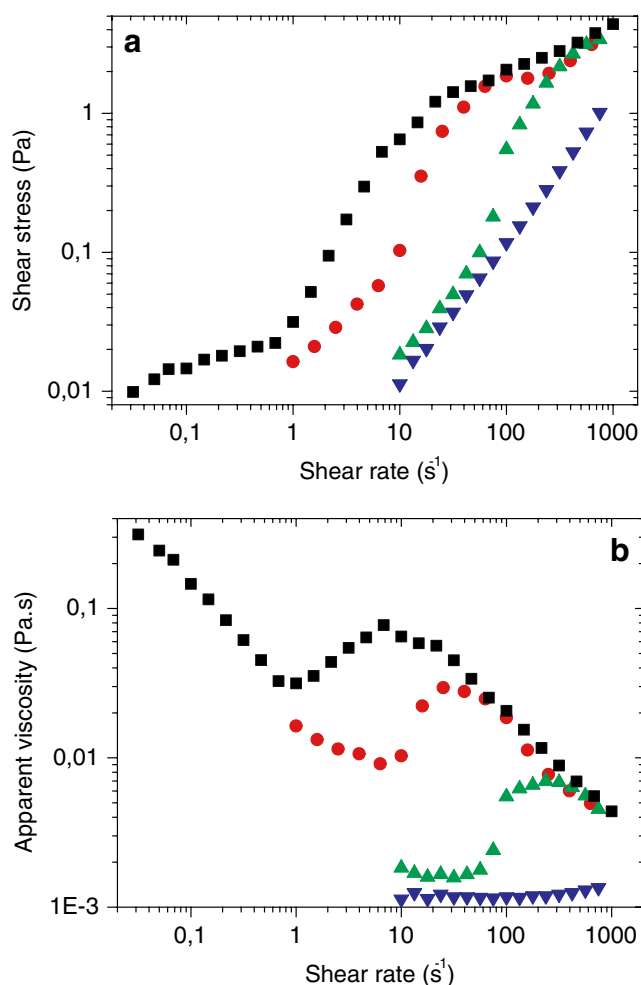 a
1
0,1
0,01
Shear stress (Pa)
0,1 1 10 100 1000
Shear rate (s⁻¹)
b
0,1
0,01
1E-3
Apparent viscosity (Pa.s)
0,1 1 10 100 1000
Shear rate (s⁻¹)